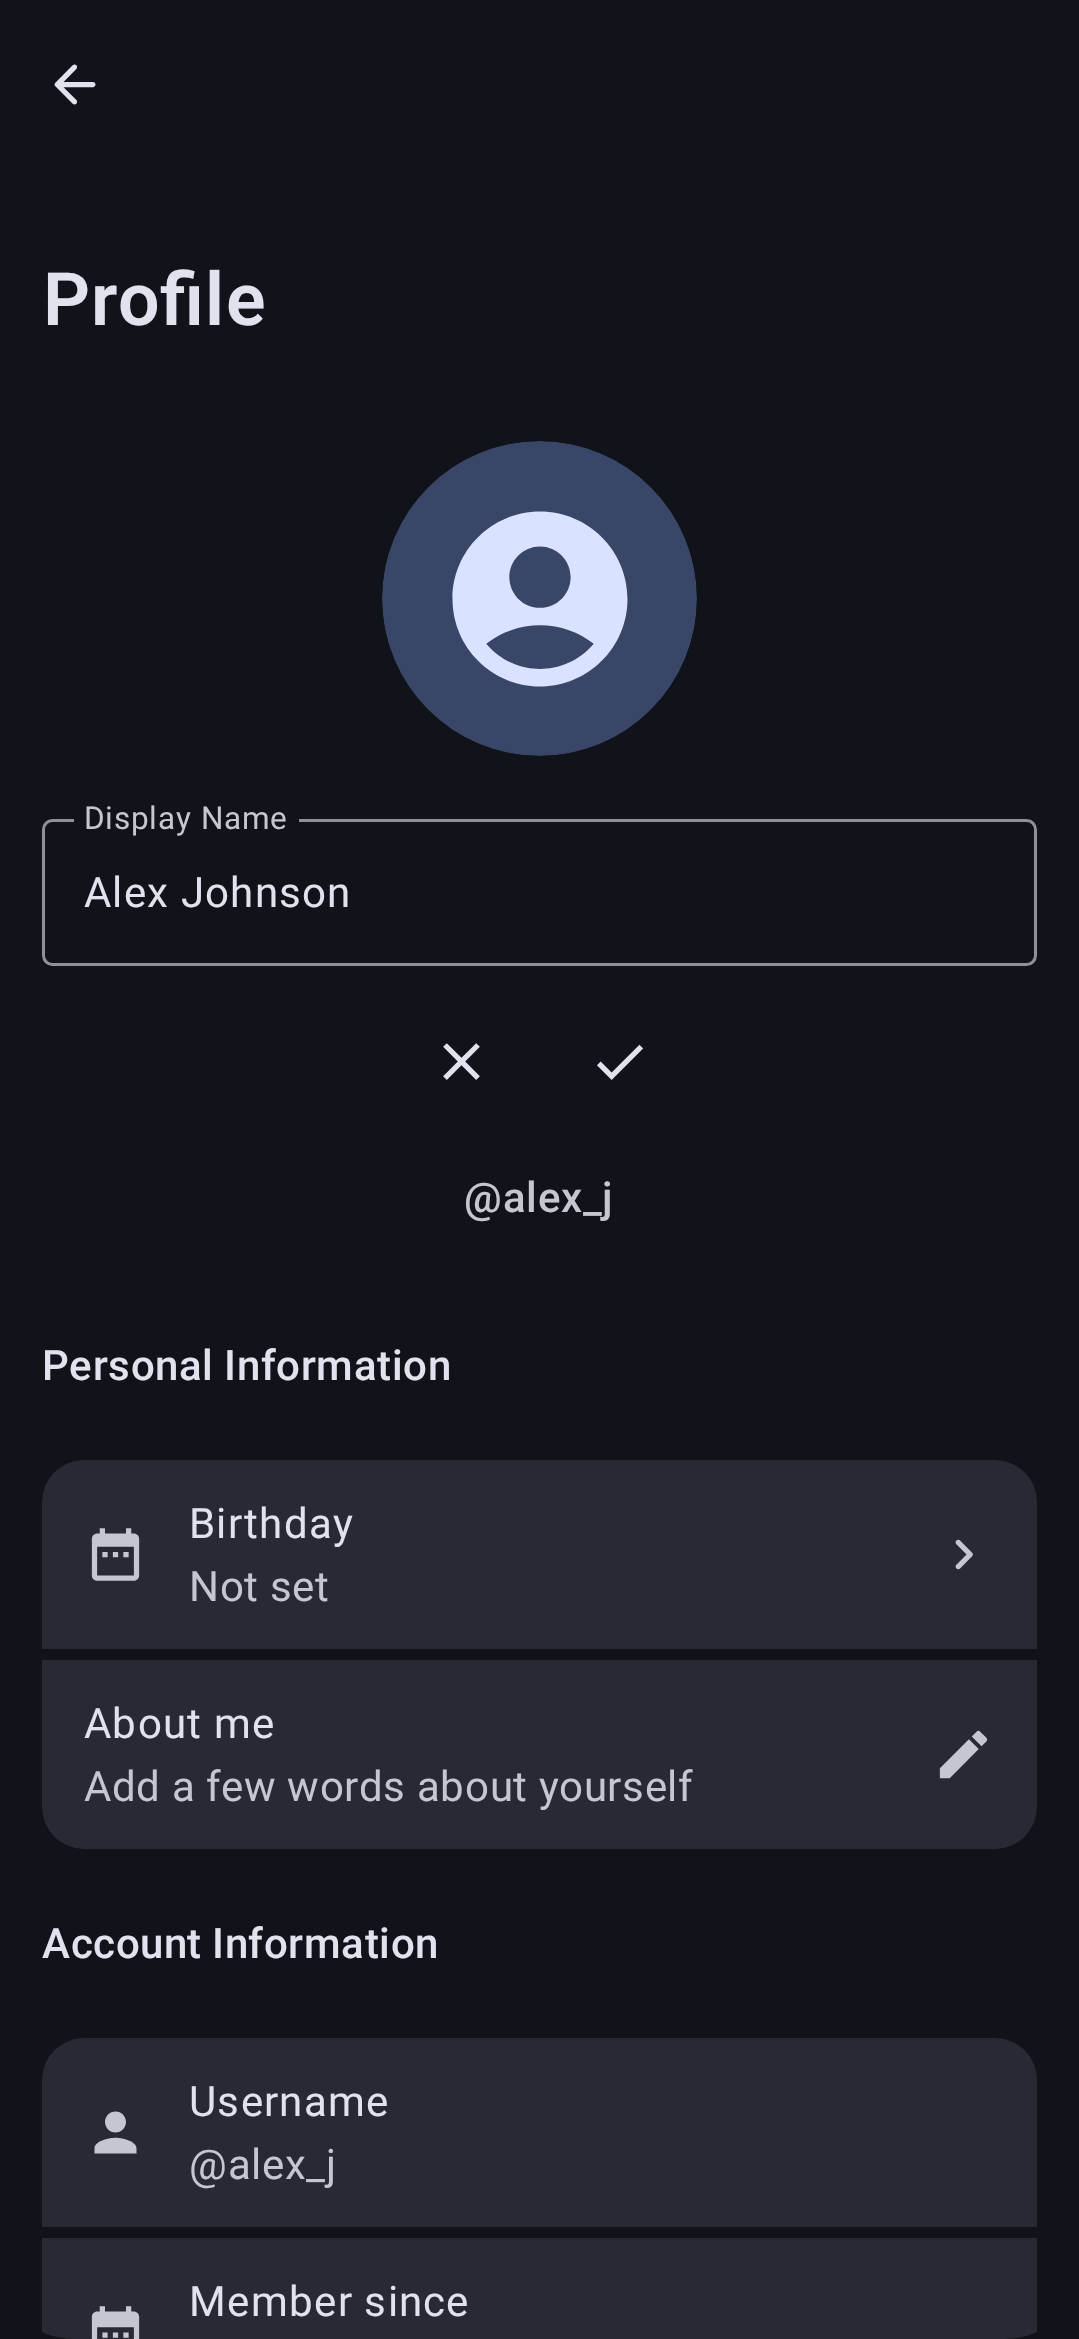 Profile
Display Name
Alex Johnson
@alex_j
Personal Information
Birthday
Not set
About me
Add a few words about yourself
Account Information
Username
@alex_j
Member since